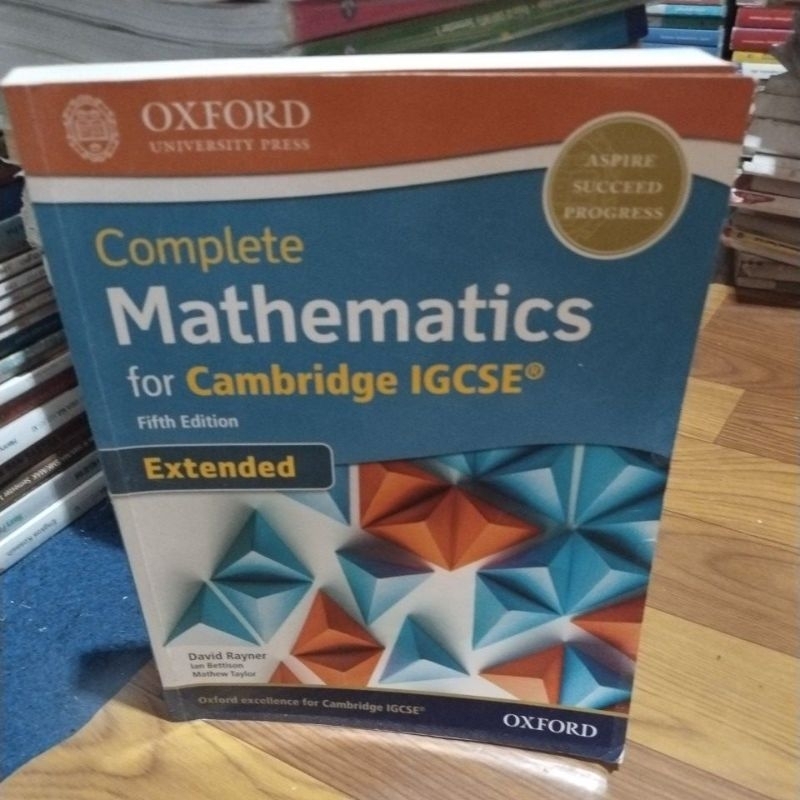 OXFORD
UNIVERSITY PRESS
ASPIRE
SUCCEED
PROGRESS
Complete
Mathematics
for Cambridge IGCSE®
Fifth Edition
Extended
David Rayner
Ian Bettison
Mathew Taylor
Oxford excellence for Cambridge IGCSE®
OXFORD